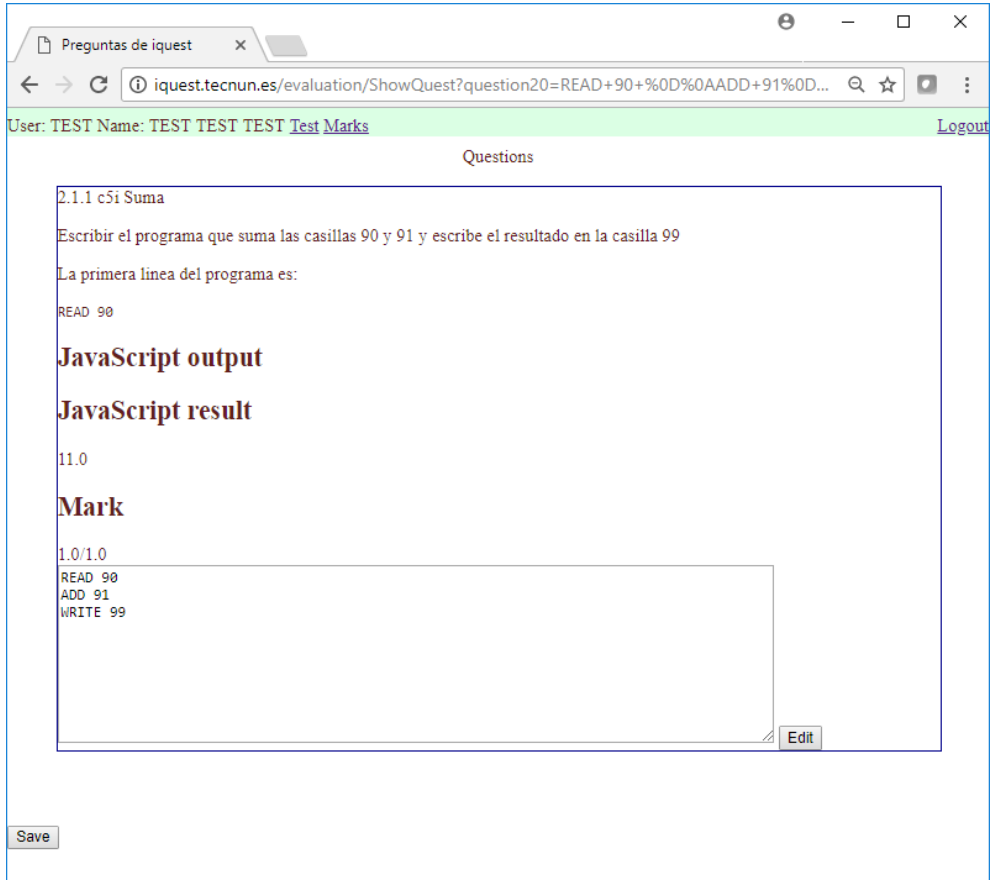 Preguntas de iquest
iquest.tecnun.es/evaluation/ShowQuest?question20=READ+90+%0D%0AADD+91%0D...
User: TEST Name: TEST TEST TEST Test Marks Logout
Questions
2.1.1 c5i Suma
Escribir el programa que suma las casillas 90 y 91 y escribe el resultado en la casilla 99
La primera linea del programa es:
READ 90
JavaScript output
JavaScript result
11.0
Mark
1.0/1.0
READ 90
ADD 91
WRITE 99
Edit
Save